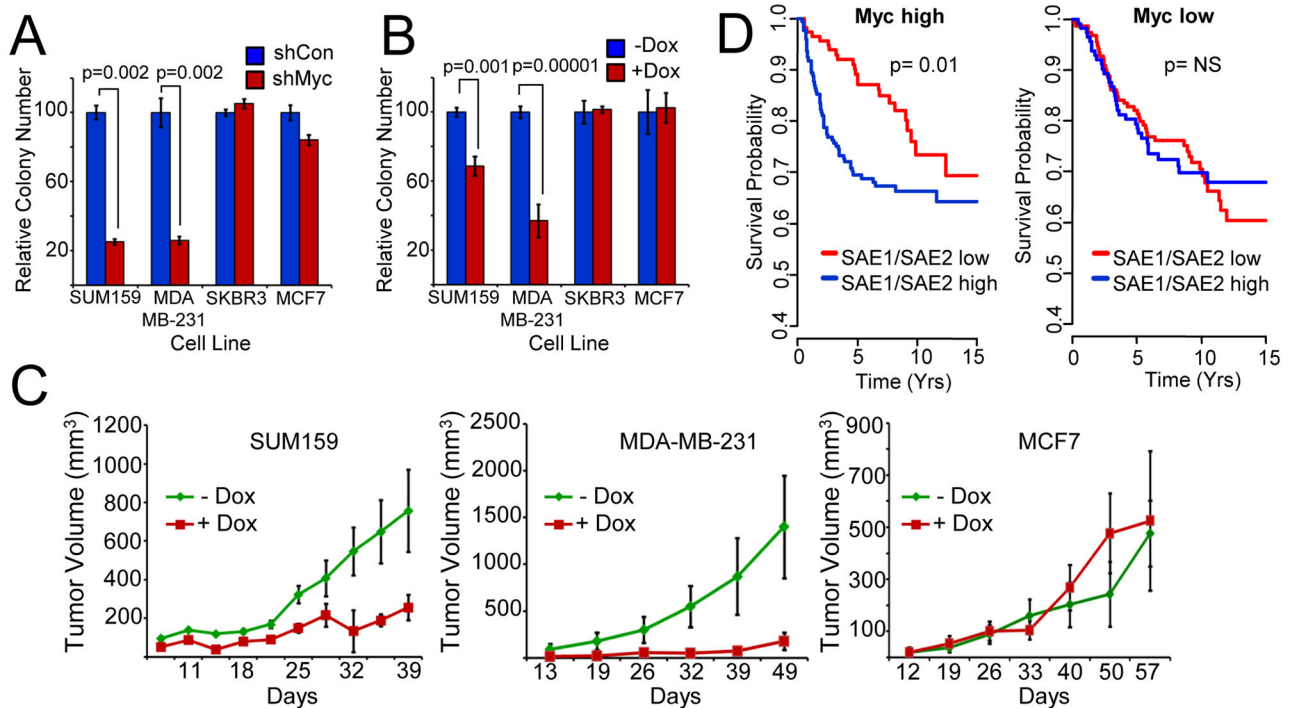 A
shCon
shMyc
p=0.002
p=0.002
Relative Colony Number
100
60
20
SUM159
MDA
MB-231
SKBR3
MCF7
Cell Line
B
-Dox
+Dox
p=0.001
p=0.00001
Relative Colony Number
100
60
20
SUM159
MDA
MB-231
SKBR3
MCF7
Cell Line
D
Myc high
p= 0.01
Survival Probability
1.0
0.9
0.8
0.7
0.6
0.5
0.4
SAE1/SAE2 low
SAE1/SAE2 high
0
5
10
15
Time (Yrs)
Myc low
p= NS
Survival Probability
1.0
0.9
0.8
0.7
0.6
0.5
0.4
SAE1/SAE2 low
SAE1/SAE2 high
0
5
10
15
Time (Yrs)
C
SUM159
- Dox
+ Dox
Tumor Volume (mm³)
1200
1000
800
600
400
200
11
18
25
32
39
Days
MDA-MB-231
- Dox
+ Dox
Tumor Volume (mm³)
2500
2000
1500
1000
500
13
19
26
32
39
49
Days
MCF7
- Dox
+ Dox
Tumor Volume (mm³)
900
700
500
300
100
12
19
26
33
40
50
57
Days